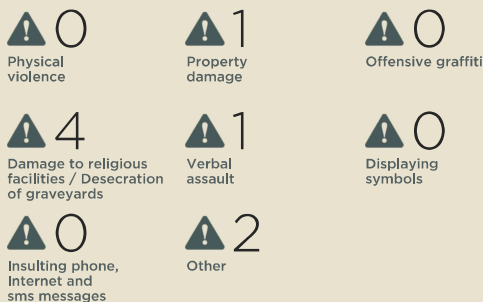 0
Physical
violence
1
Property
damage
0
Offensive graffiti
4
Damage to religious
facilities / Desecration
of graveyards
1
Verbal
assault
0
Displaying
symbols
0
Insulting phone,
Internet and
sms messages
2
Other